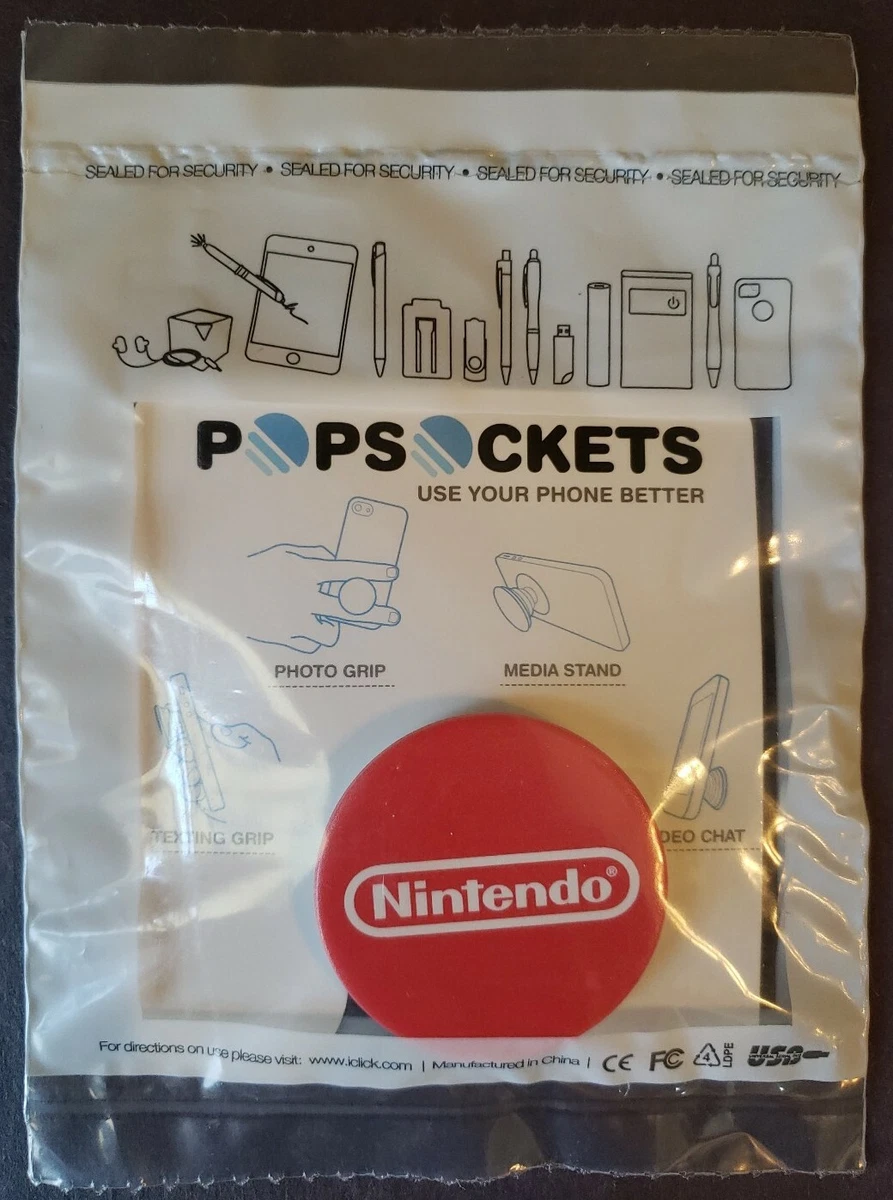 SEALED FOR SECURITY • SEALED FOR SECURITY • SEALED FOR SECURITY • SEALED FOR SECURITY
POPSOCKETS
USE YOUR PHONE BETTER
PHOTO GRIP
MEDIA STAND
TEXTING GRIP
DEO CHAT
Nintendo®
For directions on use please visit: www.iclick.com | Manufactured in China | CE FC 4 LDPE USB